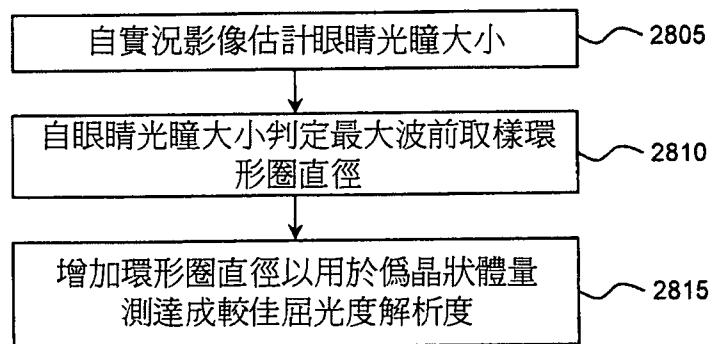 自實況影像估計眼睛光瞳大小
2805
自眼睛光瞳大小判定最大波前取樣環
形圈直徑
2810
增加環形圈直徑以用於偽晶狀體量
測達成較佳屈光度解析度
2815